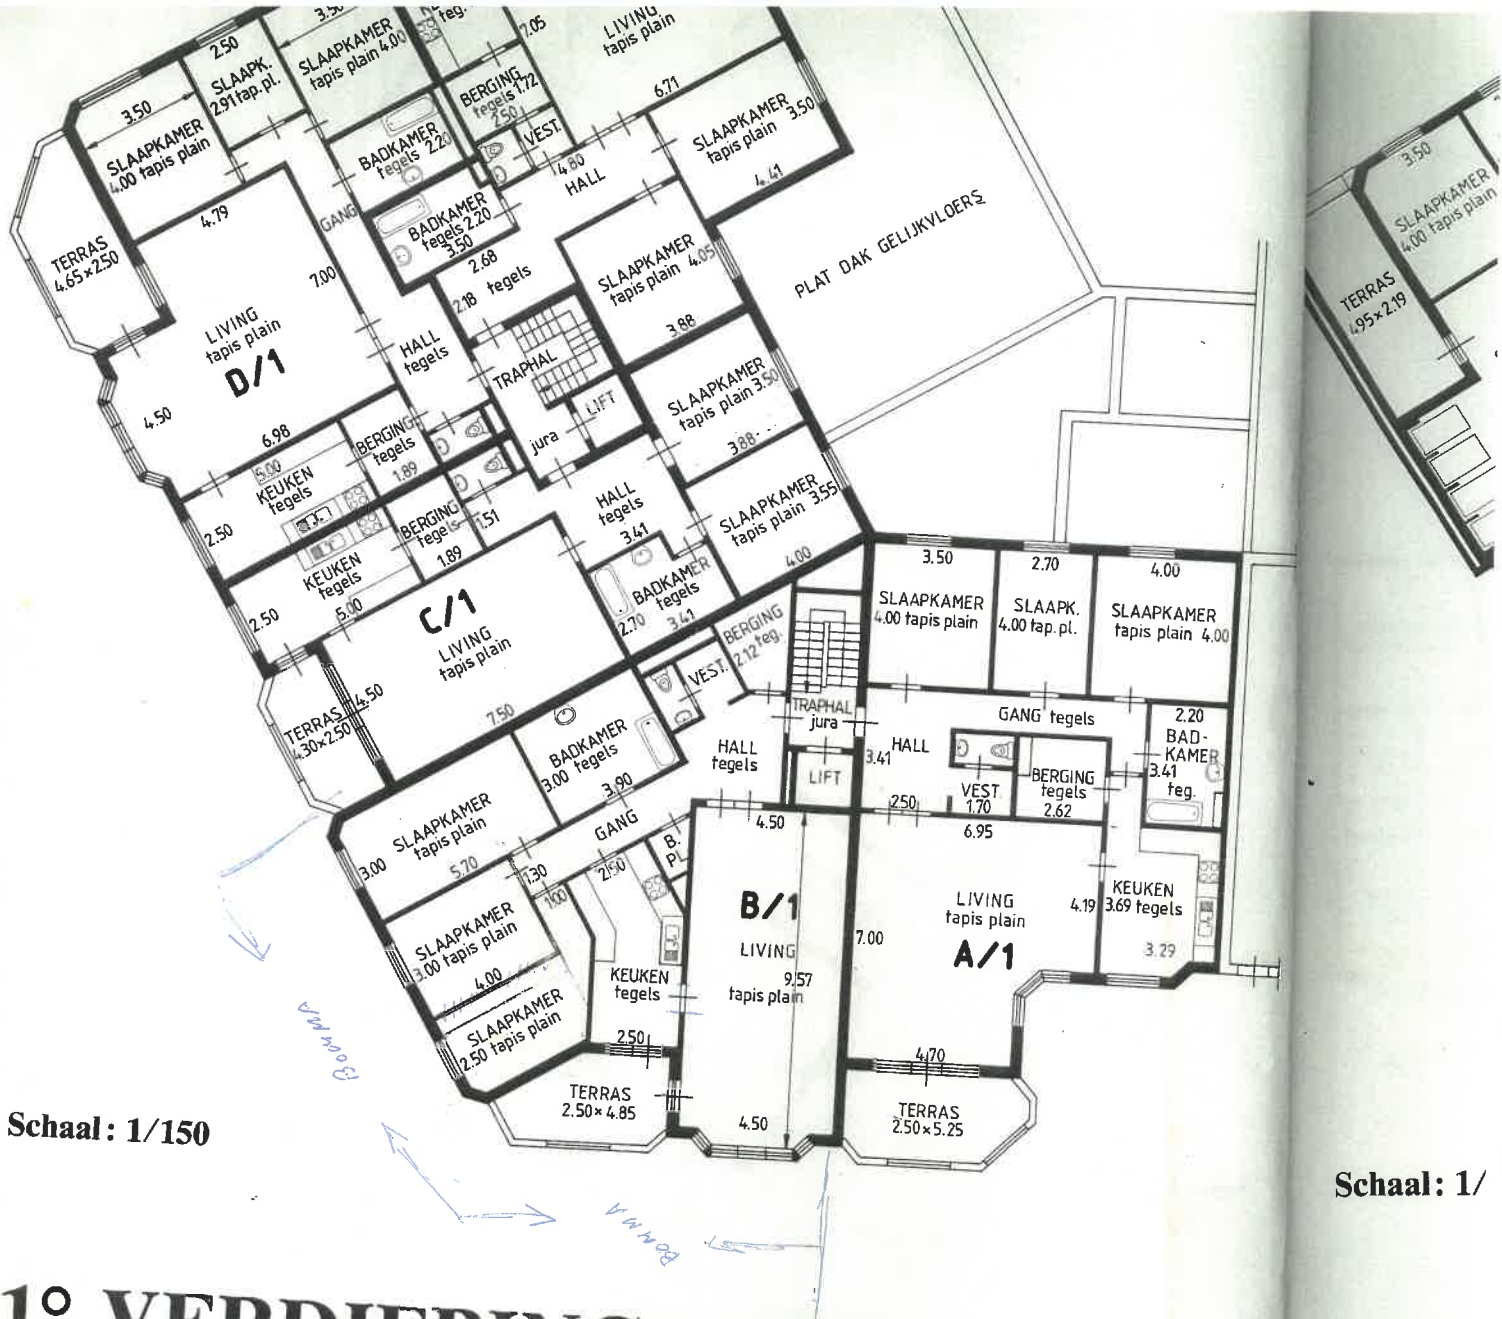 2.50
3.50
SLAAPKAMER
tapis plain 4.00
teg.
7.05
LIVING
tapis plain
SLAAPK.
2.91 tap.pl.
3.50
SLAAPKAMER
4.00 tapis plain
BERGING
tegels 1.72
2.50
VEST.
6.71
SLAAPKAMER
tapis plain 3.50
4.41
BADKAMER
tegels 2.20
4.80
HALL
BADKAMER
tegels 2.20
3.50
TERRAS
4.65×2.50
4.79
GANG
7.00
LIVING
tapis plain
D/1
4.50
6.98
2.68
2.18
tegels
SLAAPKAMER
tapis plain 4.05
3.88
PLAT DAK GELIJKVLOERS
HALL
tegels
TRAPHAL
LIFT
jura
SLAAPKAMER
tapis plain 3.50
3.88
5.00
KEUKEN
tegels
2.50
BERGING
tegels
1.89
HALL
tegels
3.41
SLAAPKAMER
tapis plain 3.55
4.00
BERGING
tegels
1.89
1.51
KEUKEN
tegels
5.00
2.50
C/1
LIVING
tapis plain
4.50
7.50
BADKAMER
tegels
2.70
3.41
TERRAS
4.30×2.50
BERGING
2.12 teg.
VEST.
TRAPHAL
jura
LIFT
HALL
tegels
BADKAMER
3.00 tegels
3.90
GANG
SLAAPKAMER
tapis plain
3.00
5.70
1.30
1.00
2.50
B.
PL
SLAAPKAMER
3.00 tapis plain
4.00
SLAAPKAMER
2.50 tapis plain
KEUKEN
tegels
2.50
TERRAS
2.50×4.85
4.50
B/1
LIVING
9.57
tapis plain
4.50
3.50
SLAAPKAMER
4.00 tapis plain
2.70
SLAAPK.
4.00 tap.pl.
4.00
SLAAPKAMER
tapis plain 4.00
GANG tegels
HALL
3.41
2.50
VEST.
1.70
BERGING
tegels
2.62
2.20
BAD-
KAMER
3.41
teg.
6.95
LIVING
tapis plain
A/1
7.00
4.19
KEUKEN
3.69 tegels
3.29
4.70
TERRAS
2.50×5.25
3.50
SLAAPKAMER
4.00 tapis plain
TERRAS
4.95×2.19
BOMMA
BOMMA
Schaal: 1/150
Schaal: 1/
1° VERDIEPING